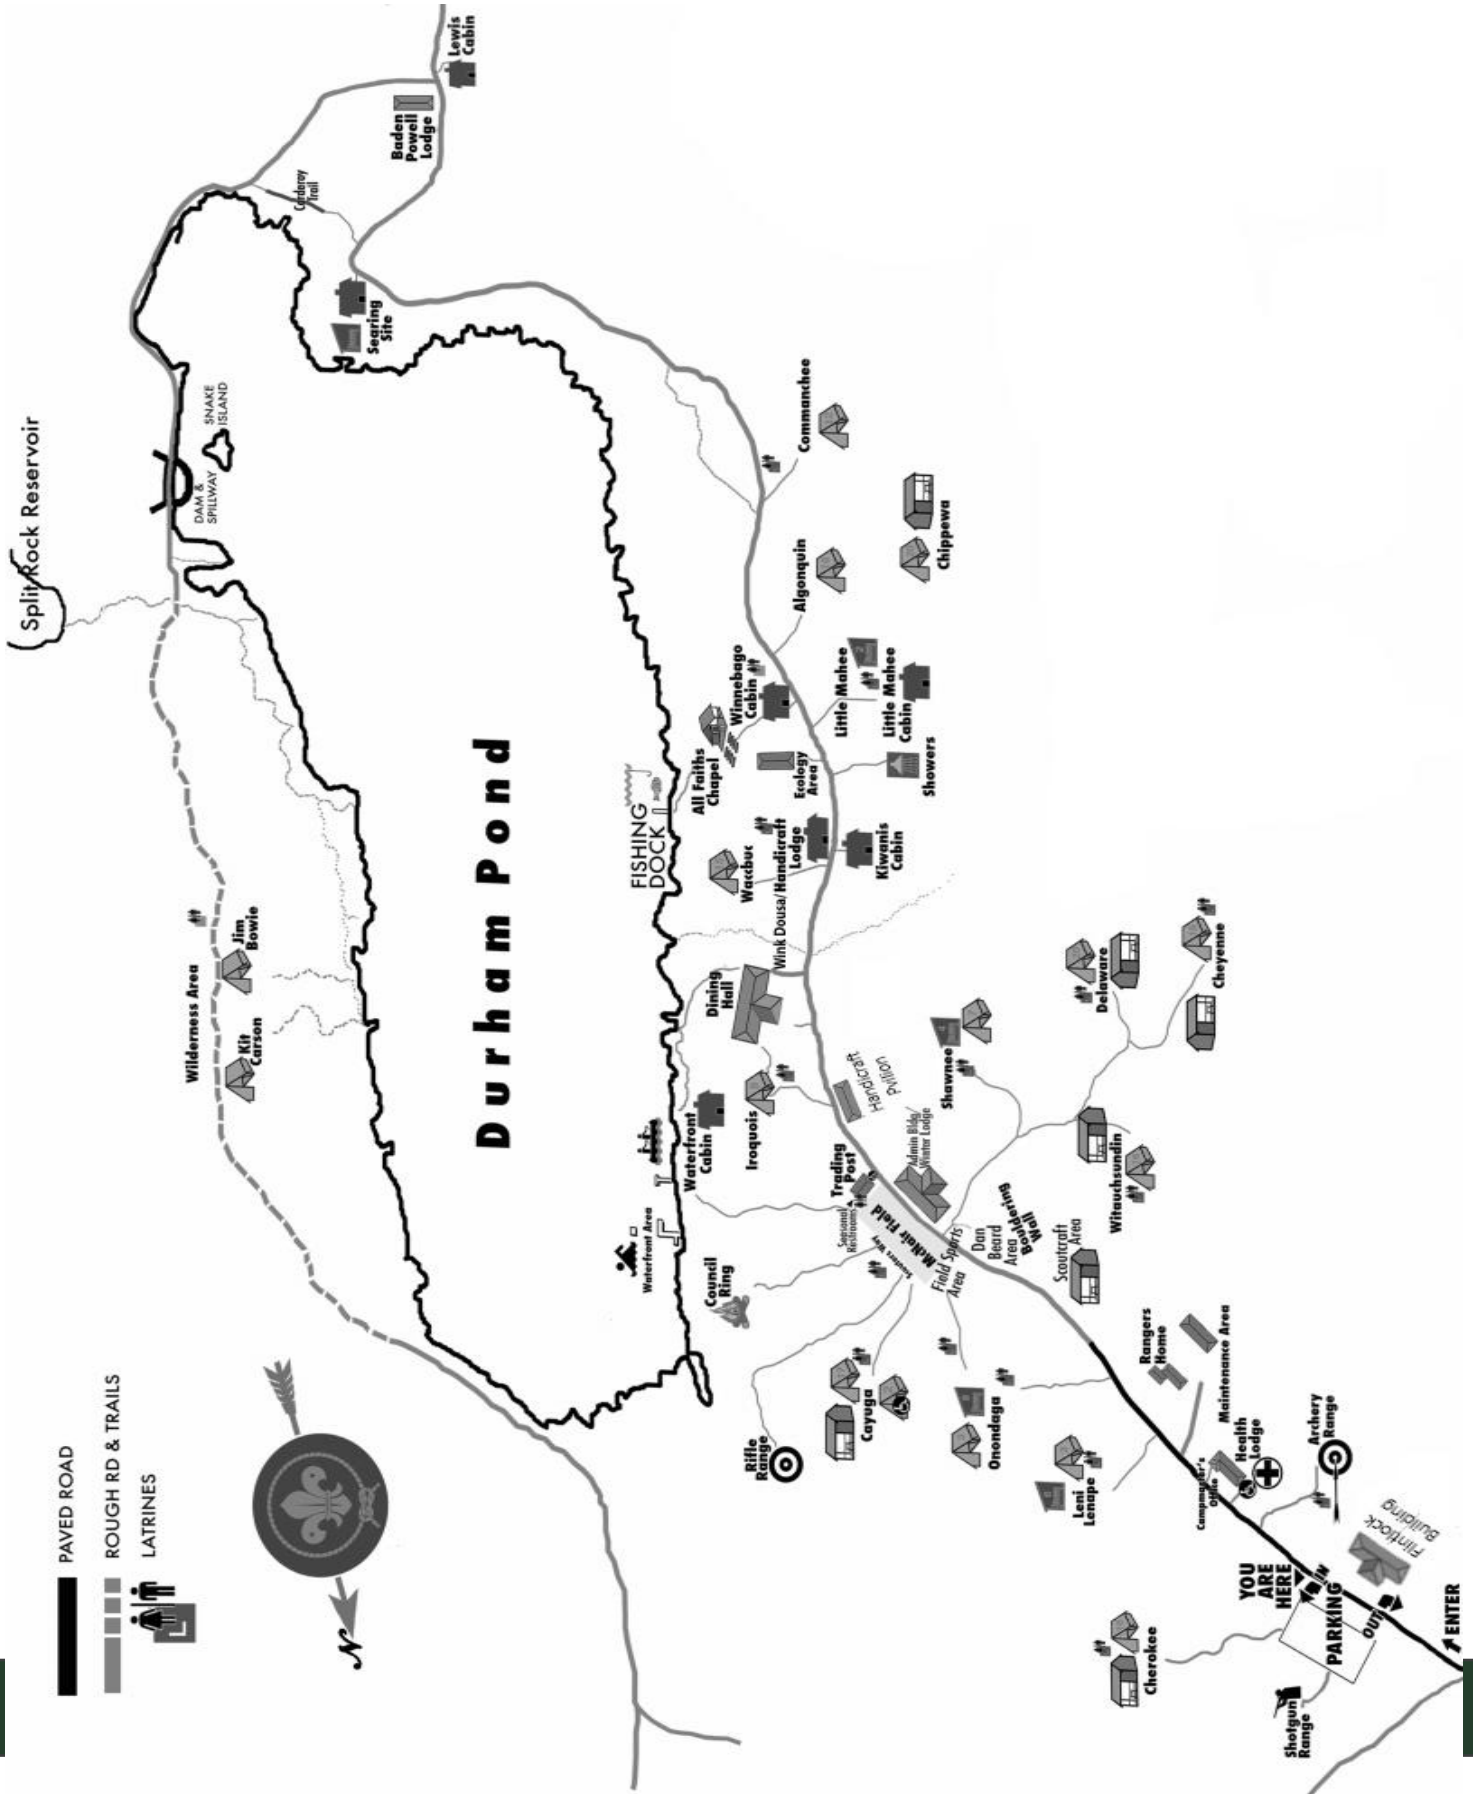 PAVED ROAD
ROUGH RD & TRAILS
LATRINES
N
Split Rock Reservoir
DAM &
SPILLWAY
SNAKE
ISLAND
Corderoy
Trail
Baden
Powell
Lodge
Lewis
Cabin
Searing
Site
Wilderness Area
Kit
Carson
Jim
Bowie
Durham Pond
FISHING
DOCK
Waterfront Area
Waterfront
Cabin
Council
Ring
Rifle
Range
Iroquois
Dining
Hall
Waccbuc
Wink Dousa/Handicraft
Lodge
All Faiths
Chapel
Winnebago
Cabin
Ecology
Area
Kiwanis
Cabin
Showers
Little Mahee
Little Mahee
Cabin
Algonquin
Commanchee
Chippewa
Handicraft
Pvllion
Trading
Post
Seasonal
Restrooms
McNair Field
Scouters Way
Admin Bldg
Winter Lodge
Field Sports
Area
Dan
Beard
Area
Bouldering
Wall
Scoutcraft
Area
Shawnee
Delaware
Cheyenne
Witauchsundin
Cayuga
Onondaga
Leni
Lenape
Rangers
Home
Maintenance Area
Campmaster's
Office
Health
Lodge
Archery
Range
Flintlock
Building
YOU
ARE
HERE
IN
OUT
PARKING
ENTER
Cherokee
Shotgun
Range